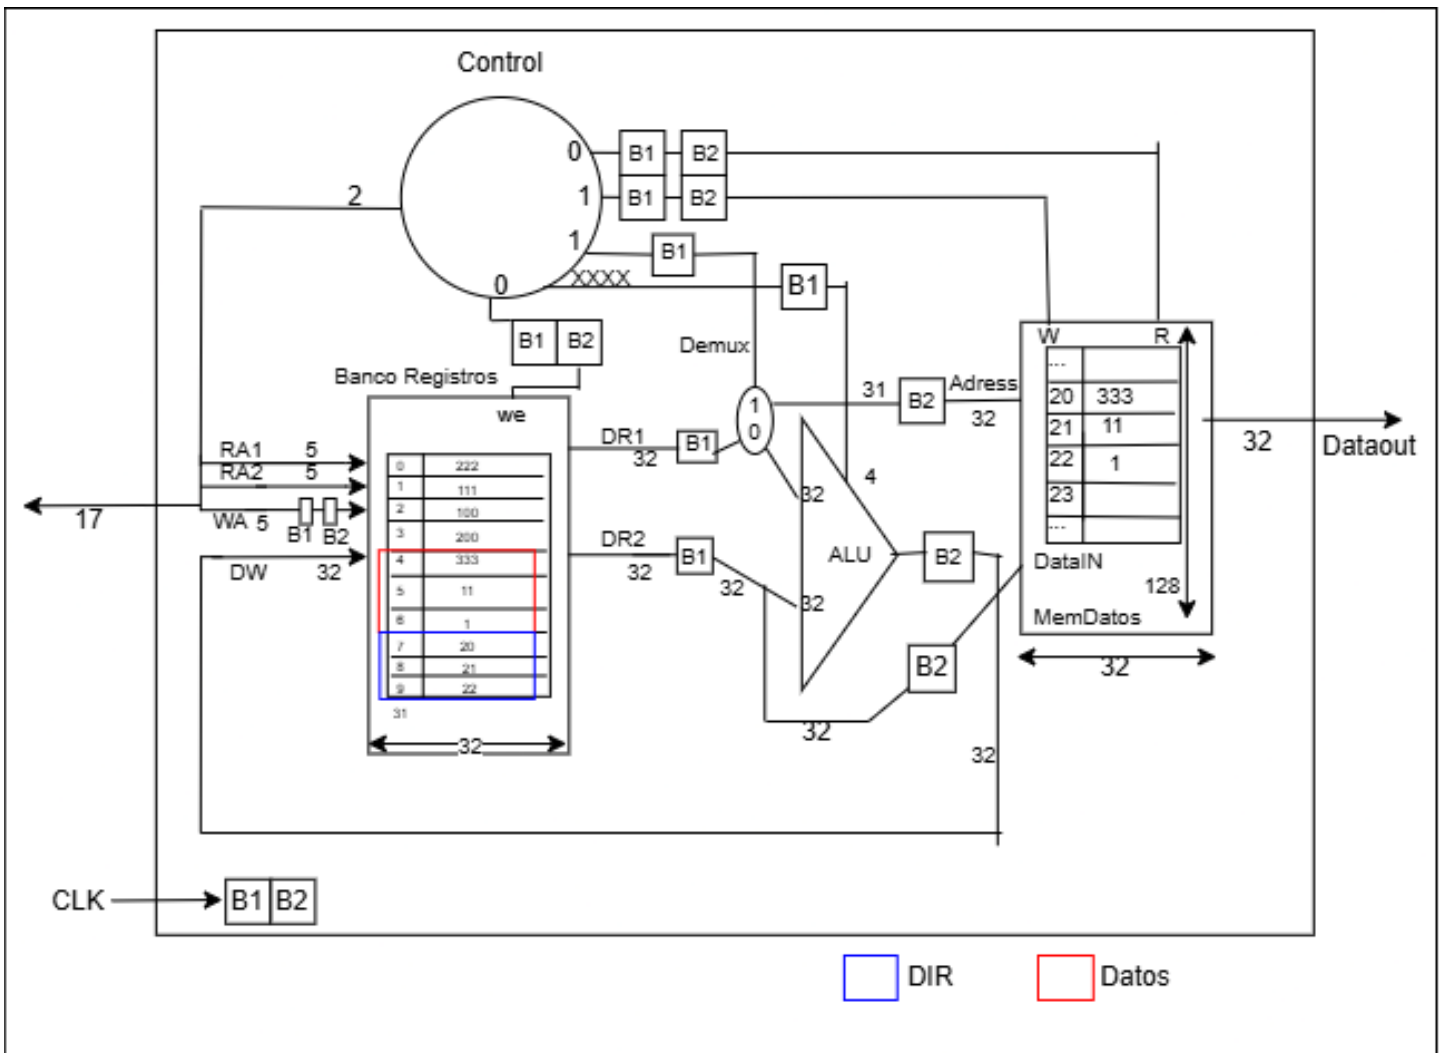 Control
0 B1 B2
2
1 B1 B2
1 B1
XXXX
0
B1
B1 B2
Demux
Banco Registros
we
W R
...
20 333
21 11
22 1
23
...
31
B2
Adress
32
1
0
DR1
32
B1
RA1 5
RA2 5
WA 5
B1 B2
17
DW 32
0 222
1 111
2 100
3 200
4 333
5 11
6 1
7 20
8 21
9 22
31
32
DR2
32
B1
32
32
32
4
ALU
B2
DataIN
128
MemDatos
32
32
Dataout
B2
32
32
CLK
B1 B2
DIR
Datos